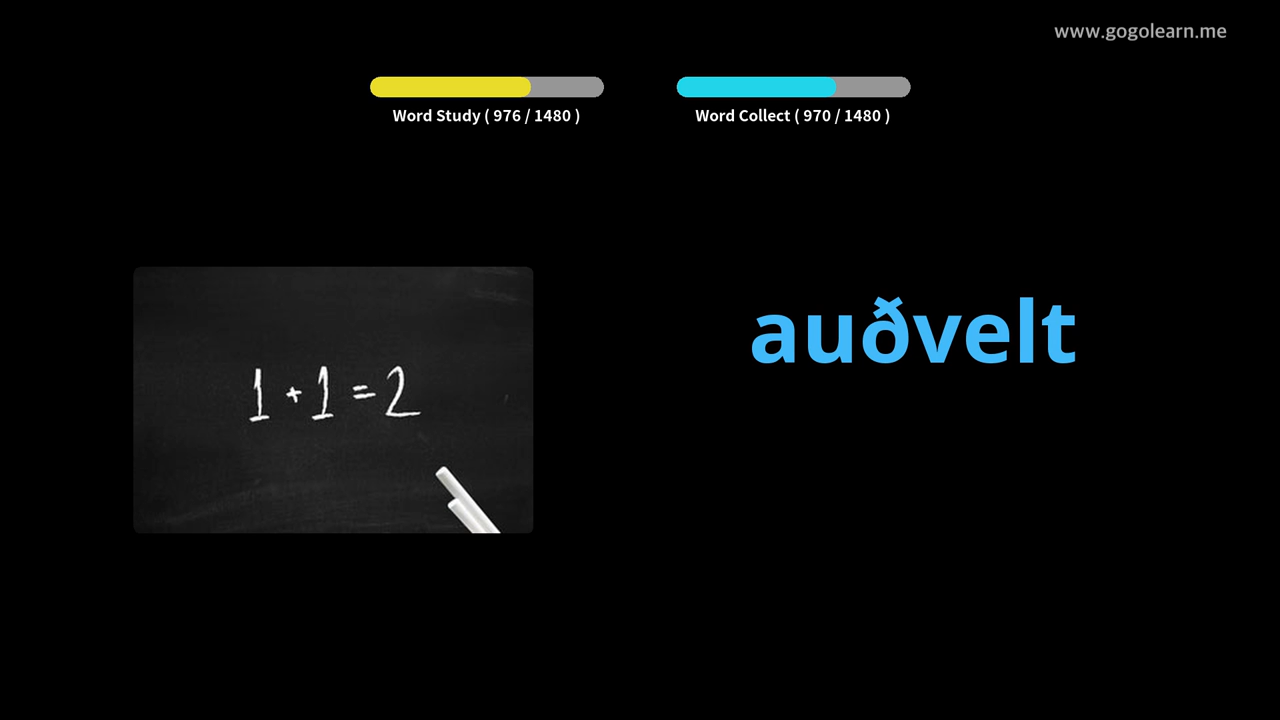 www.gogolearn.me
Word Study ( 976 / 1480 )
Word Collect ( 970 / 1480 )
1 + 1 = 2
auðvelt